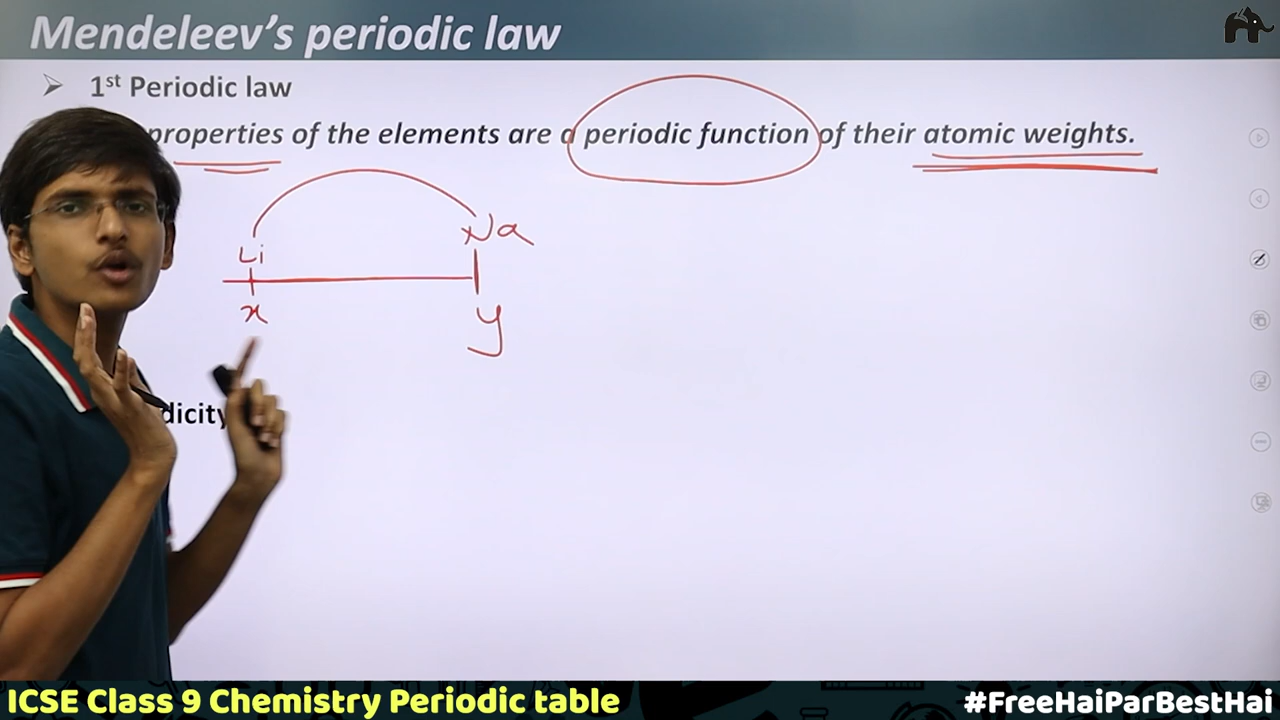 Mendeleev's periodic law
➤ 1st Periodic law
properties of the elements are a periodic function of their atomic weights.
Li Na
x y
dicity
ICSE Class 9 Chemistry Periodic table
#FreeHaiParBestHai